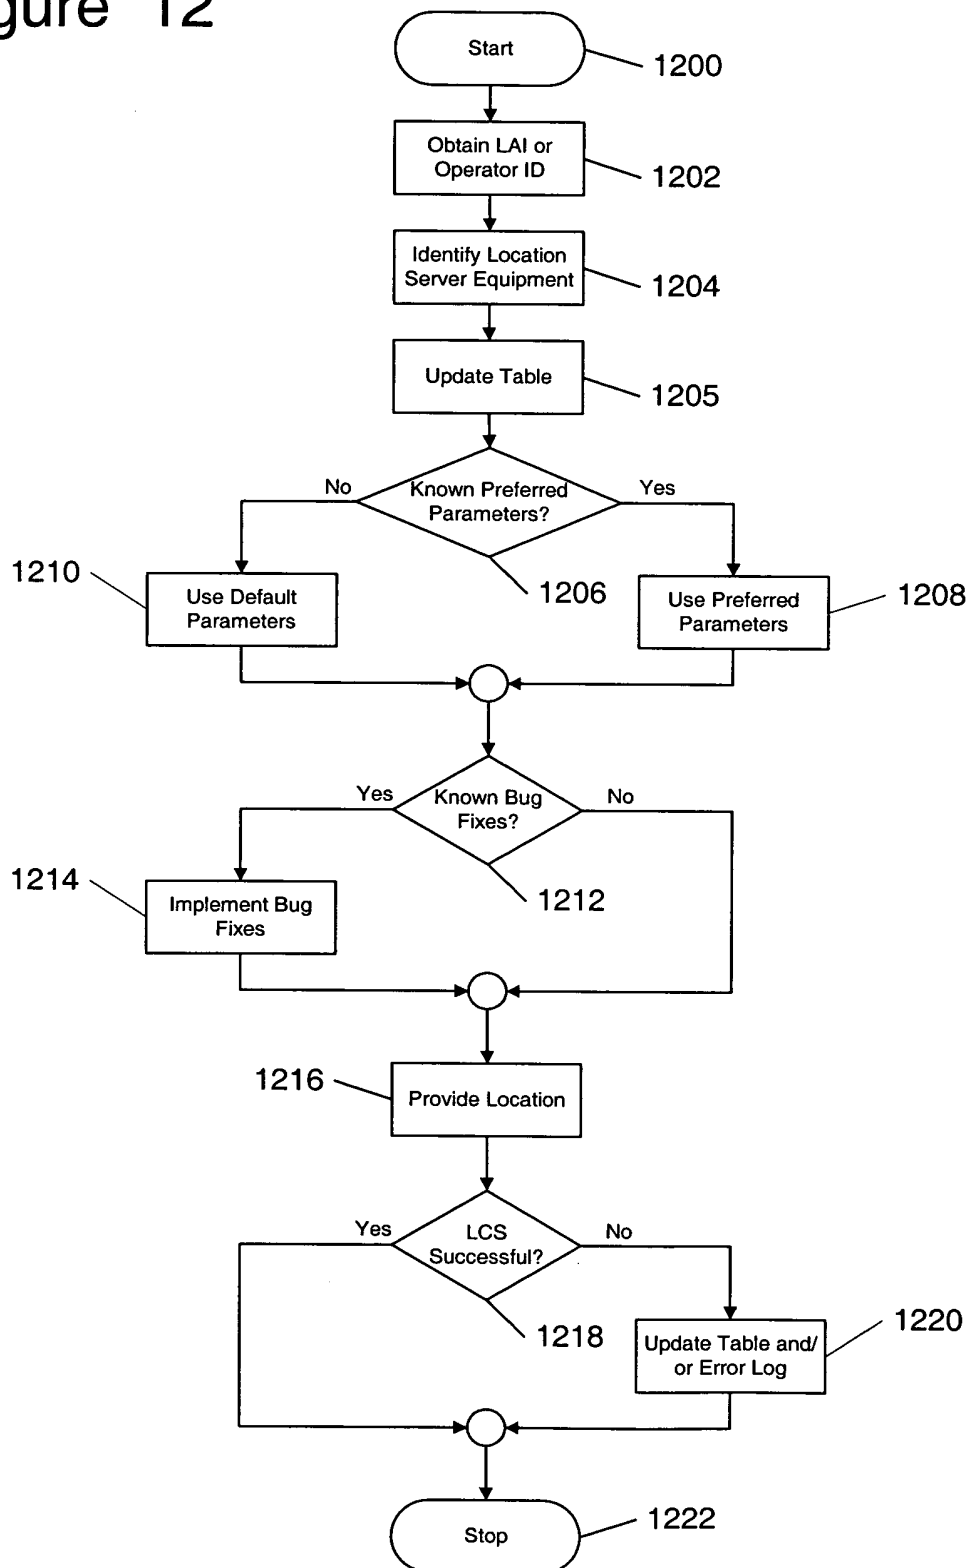 gure 12
Start
1200
Obtain LAI or
Operator ID
1202
Identify Location
Server Equipment
1204
Update Table
1205
No
Known Preferred
Parameters?
Yes
1206
1210
Use Default
Parameters
Use Preferred
Parameters
1208
Yes
Known Bug
Fixes?
No
1212
1214
Implement Bug
Fixes
1216
Provide Location
Yes
LCS
Successful?
No
1218
1220
Update Table and/
or Error Log
Stop
1222